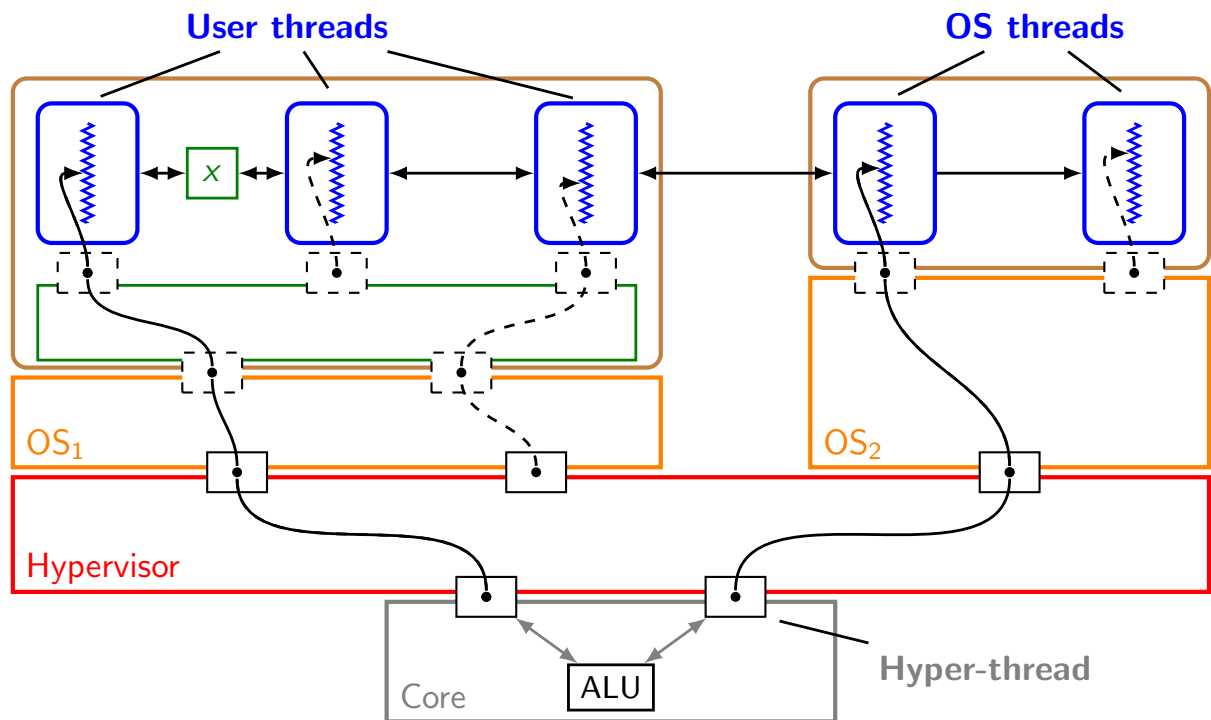 User threads
OS threads
x
OS₁
OS₂
Hypervisor
Hyper-thread
ALU
Core